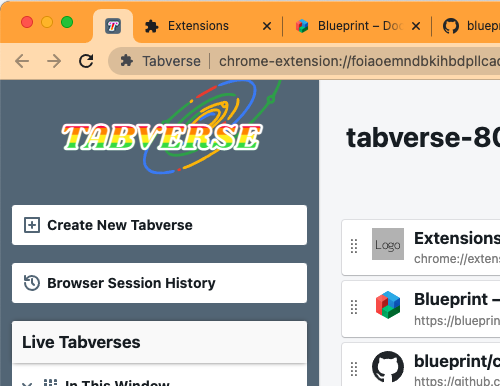 Extensions
Blueprint – Doc
bluep
Tabverse
chrome-extension://foiaoemndbkihbdpllcac
TABVERSE
tabverse-80
Create New Tabverse
Browser Session History
Live Tabverses
In This Window
Logo
Extensions
chrome://exten
Blueprint –
https://blueprin
blueprint/c
https://github.c